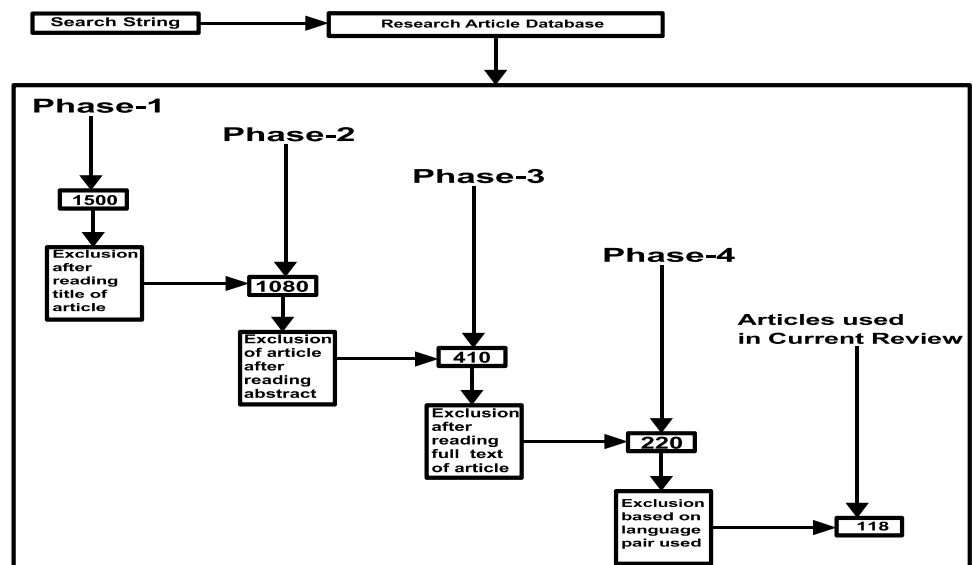 Search String
Research Article Database
Phase-1
1500
Exclusion
after
reading
title of
article
Phase-2
1080
Exclusion
of article
after
reading
abstract
Phase-3
410
Exclusion
after
reading
full text
of article
Phase-4
220
Exclusion
based on
language
pair used
Articles used
in Current Review
118